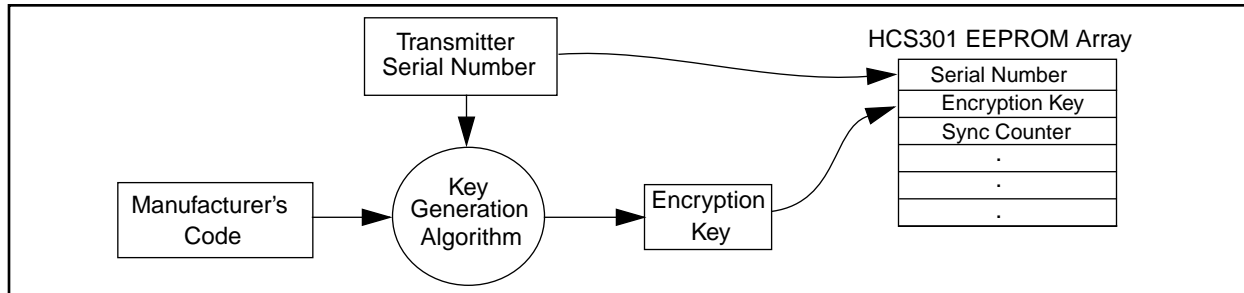 Transmitter
Serial Number
HCS301 EEPROM Array
Serial Number
Encryption Key
Sync Counter
.
.
.
Manufacturer’s
Code
Key
Generation
Algorithm
Encryption
Key